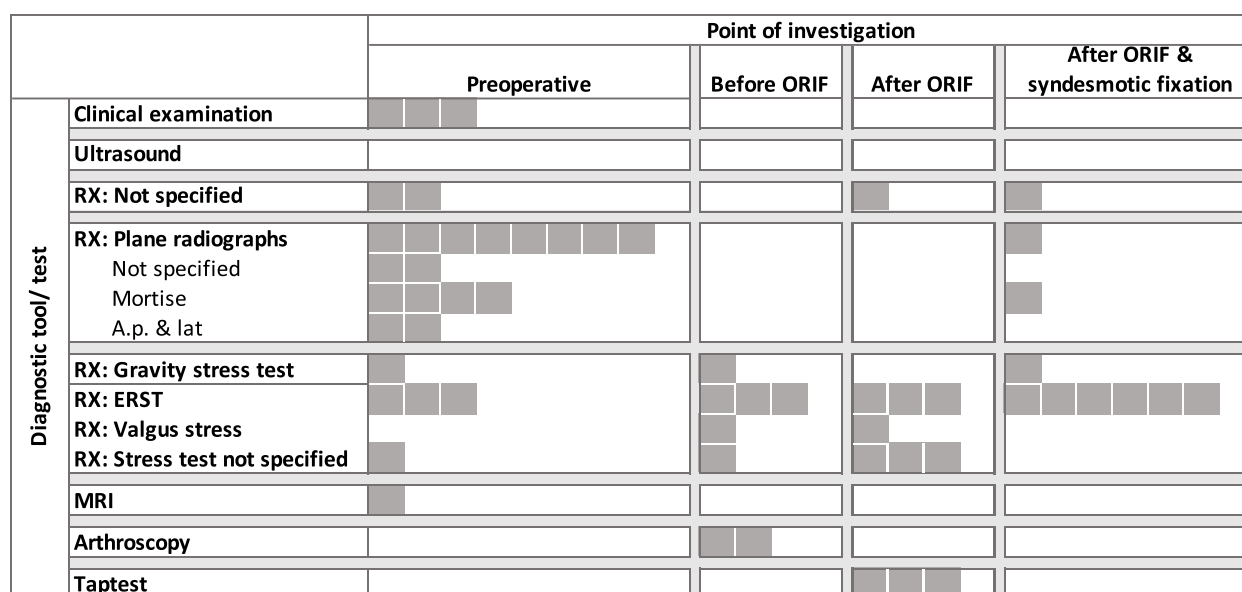 Point of investigation
Preoperative
Before ORIF
After ORIF
After ORIF &
syndesmotic fixation
Diagnostic tool/ test
Clinical examination
Ultrasound
RX: Not specified
RX: Plane radiographs
Not specified
Mortise
A.p. & lat
RX: Gravity stress test
RX: ERST
RX: Valgus stress
RX: Stress test not specified
MRI
Arthroscopy
Taptest